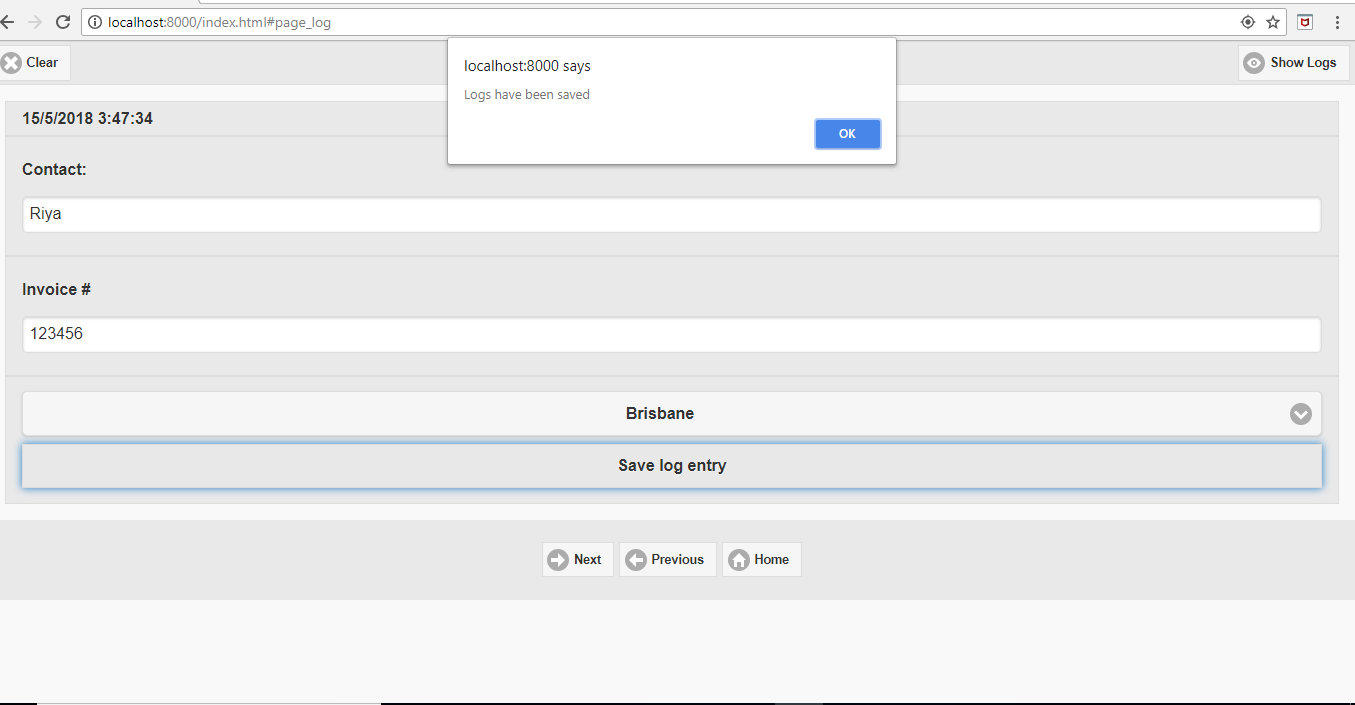 localhost:8000/index.html#page_log
localhost:8000 says
Logs have been saved
OK
Clear
Show Logs
15/5/2018 3:47:34
Contact:
Riya
Invoice #
123456
Brisbane
Save log entry
Next Previous Home